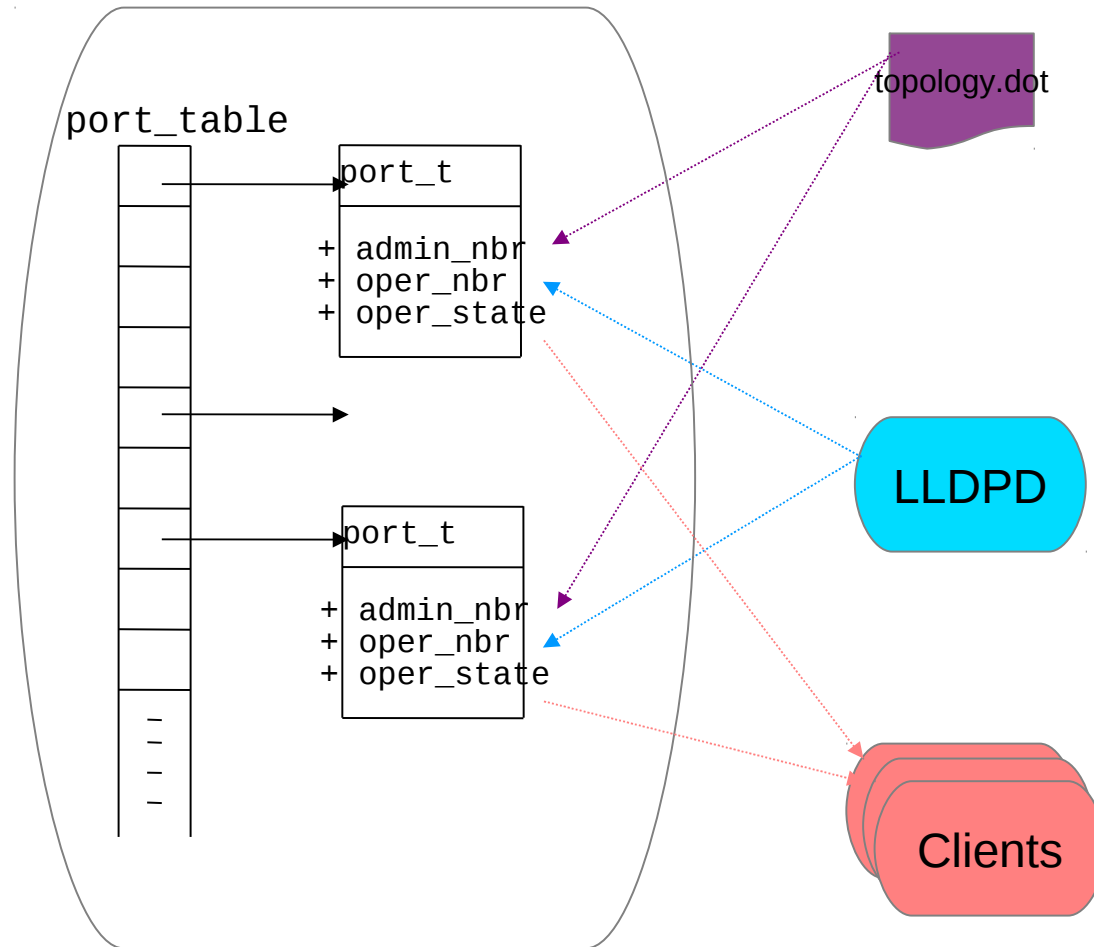 topology.dot
port_table
port_t
+ admin_nbr
+ oper_nbr
+ oper_state
LLDPD
port_t
+ admin_nbr
+ oper_nbr
+ oper_state
Clients